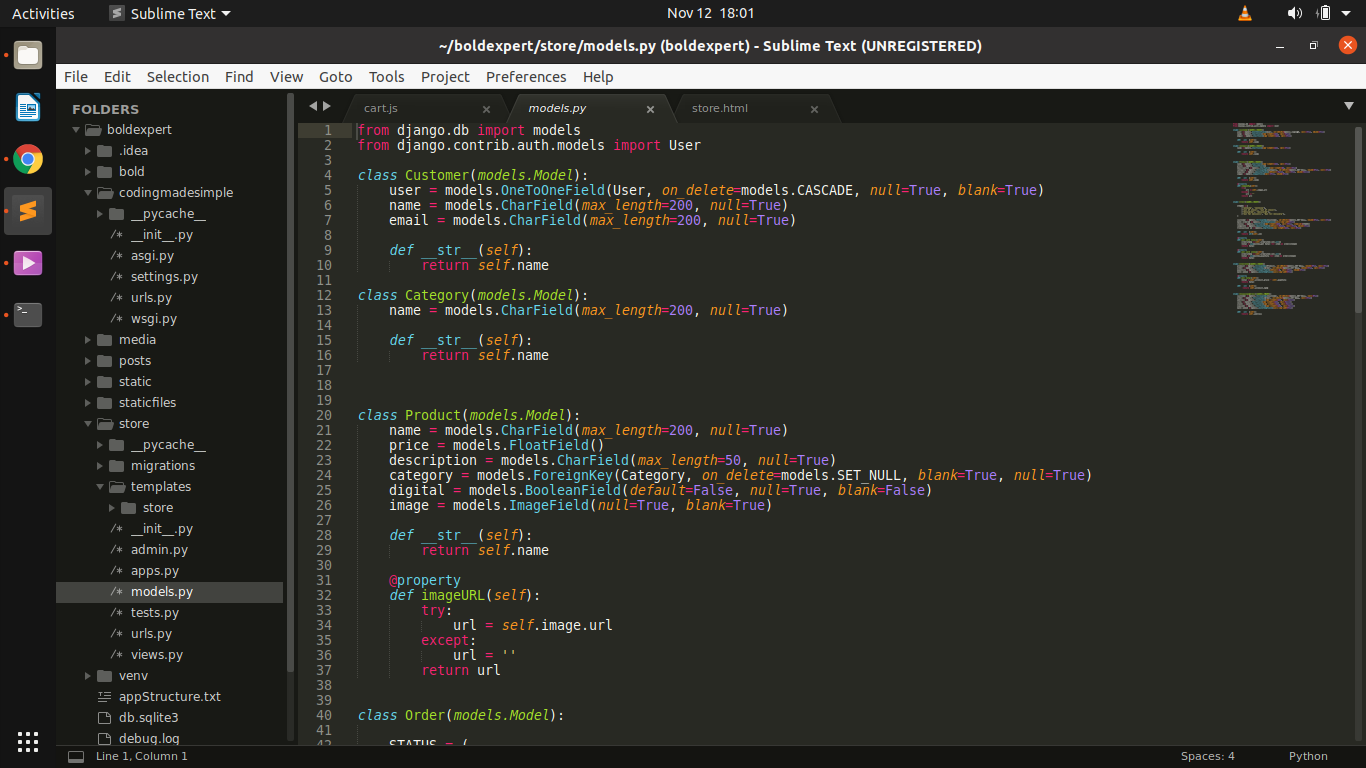 Activities Sublime Text Nov 12 18:01
~/boldexpert/store/models.py (boldexpert) - Sublime Text (UNREGISTERED)
File Edit Selection Find View Goto Tools Project Preferences Help
FOLDERS
boldexpert
.idea
bold
codingmadesimple
__pycache__
__init__.py
asgi.py
settings.py
urls.py
wsgi.py
media
posts
static
staticfiles
store
__pycache__
migrations
templates
store
__init__.py
admin.py
apps.py
models.py
tests.py
urls.py
views.py
venv
appStructure.txt
db.sqlite3
debug.log
cart.js models.py store.html
1 from django.db import models
2 from django.contrib.auth.models import User
3
4 class Customer(models.Model):
5     user = models.OneToOneField(User, on_delete=models.CASCADE, null=True, blank=True)
6     name = models.CharField(max_length=200, null=True)
7     email = models.CharField(max_length=200, null=True)
8
9     def __str__(self):
10         return self.name
11
12 class Category(models.Model):
13     name = models.CharField(max_length=200, null=True)
14
15     def __str__(self):
16         return self.name
17
18
19
20 class Product(models.Model):
21     name = models.CharField(max_length=200, null=True)
22     price = models.FloatField()
23     description = models.CharField(max_length=50, null=True)
24     category = models.ForeignKey(Category, on_delete=models.SET_NULL, blank=True, null=True)
25     digital = models.BooleanField(default=False, null=True, blank=False)
26     image = models.ImageField(null=True, blank=True)
27
28     def __str__(self):
29         return self.name
30
31     @property
32     def imageURL(self):
33         try:
34             url = self.image.url
35         except:
36             url = ''
37         return url
38
39
40 class Order(models.Model):
41
42     STATUS = (
Line 1, Column 1 Spaces: 4 Python